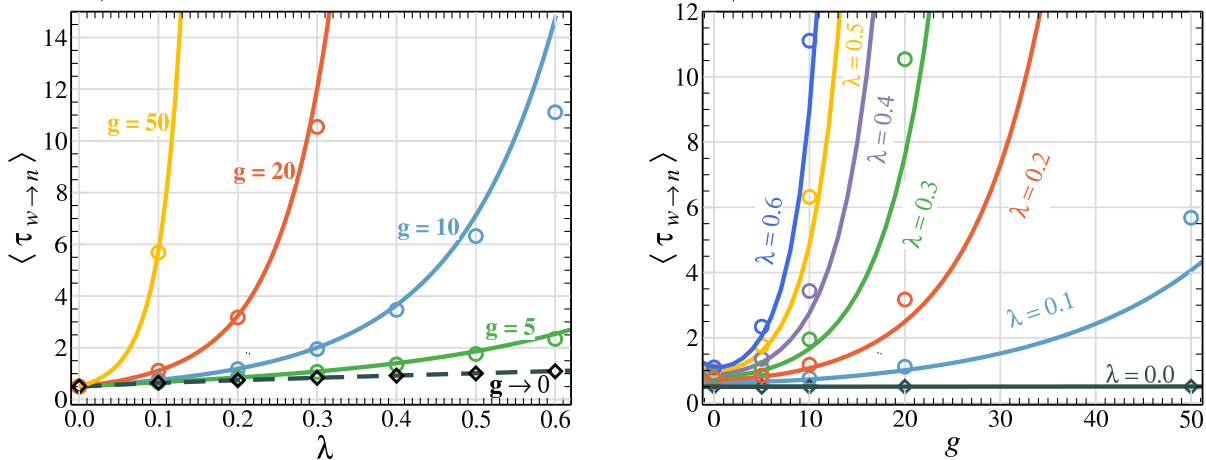 14
12
10
8
6
4
2
0
⟨ τ w→n ⟩
g = 50
g = 20
g = 10
g = 5
g → 0
0.0 0.1 0.2 0.3 0.4 0.5 0.6
λ
12
10
8
6
4
2
0
⟨ τ w→n ⟩
λ = 0.6
λ = 0.5
λ = 0.4
λ = 0.3
λ = 0.2
λ = 0.1
λ = 0.0
0 10 20 30 40 50
g